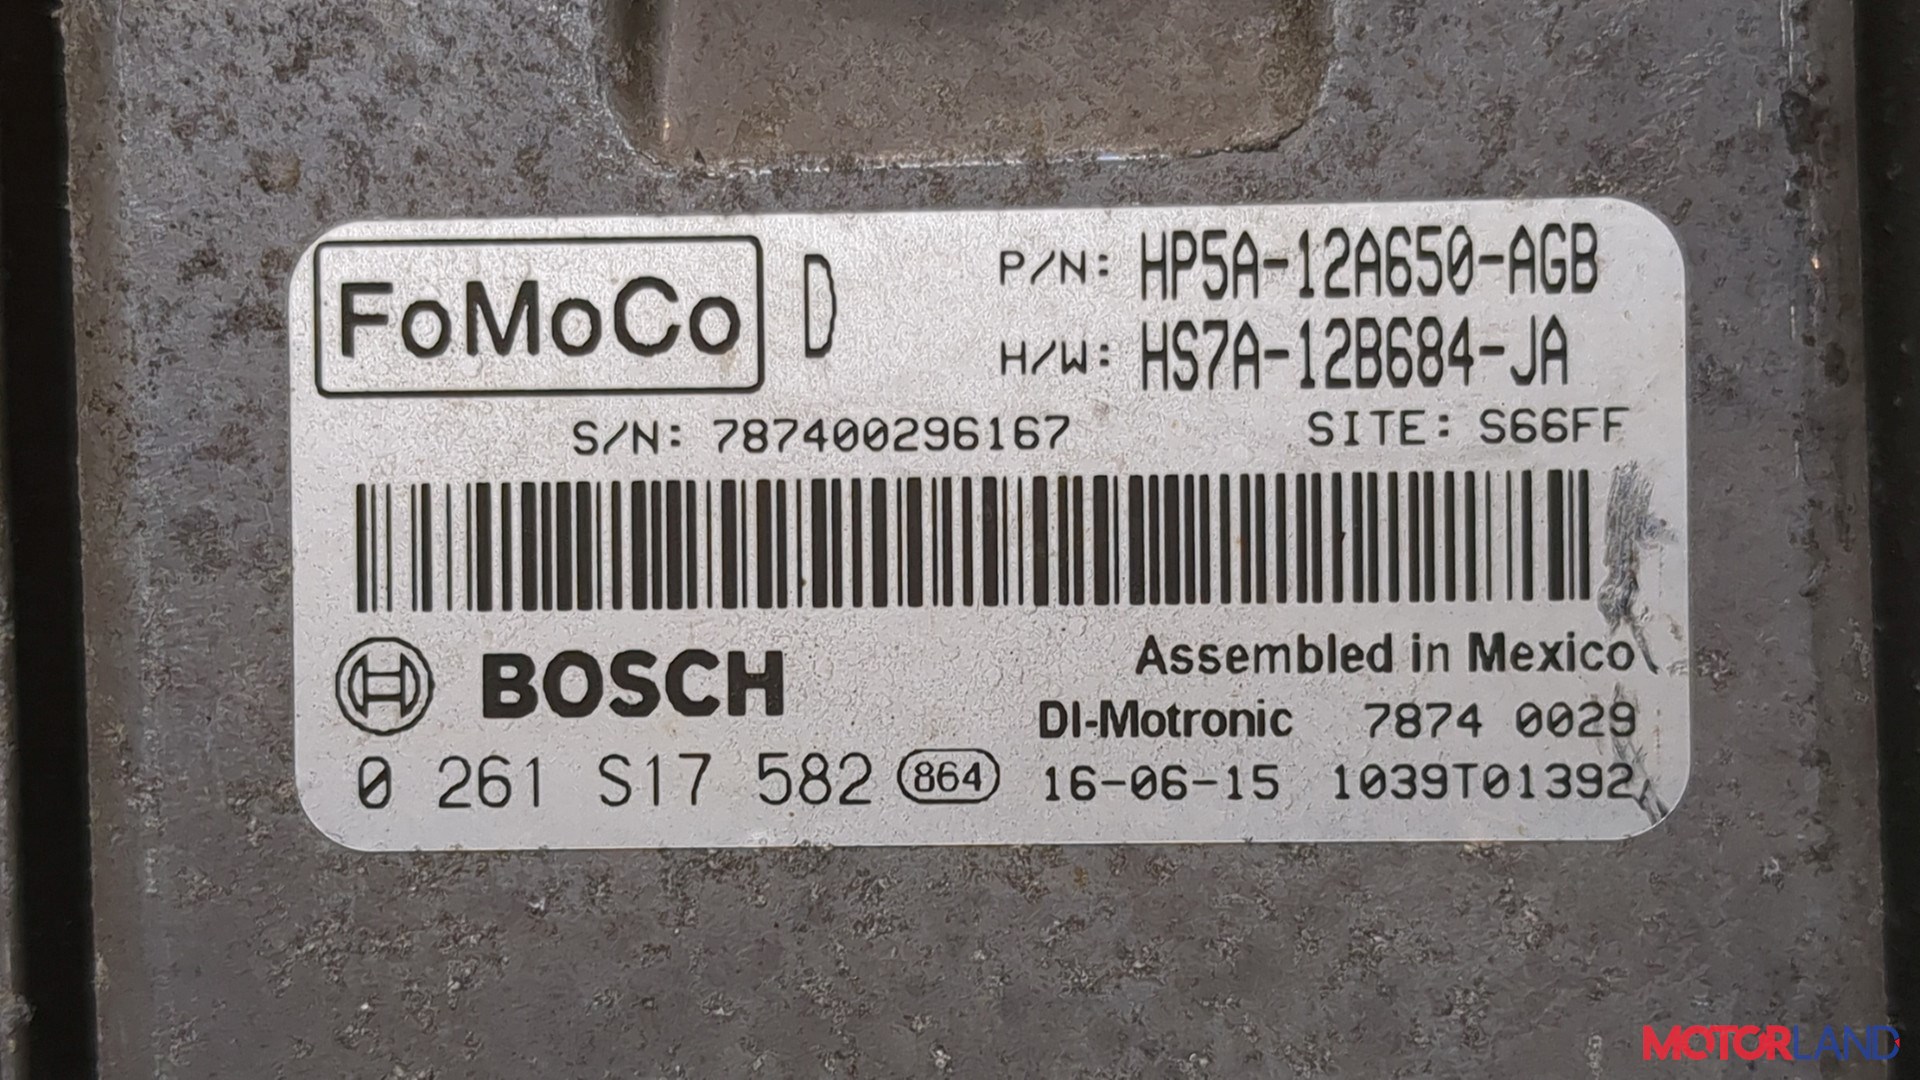 FoMoCo D P/N: HP5A-12A650-AGB
H/W: HS7A-12B684-JA
S/N: 787400296167 SITE: S66FF
BOSCH Assembled in Mexico
DI-Motronic 7874 0029
0 261 S17 582 864 16-06-15 1039T01392
MOTORLAND